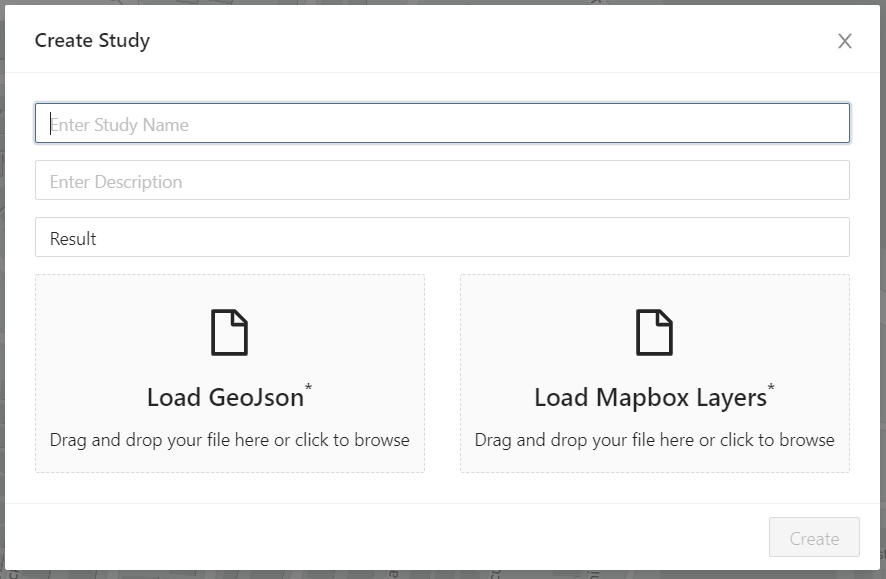 Create Study
Enter Study Name
Enter Description
Result
Load GeoJson*
Drag and drop your file here or click to browse
Load Mapbox Layers*
Drag and drop your file here or click to browse
Create